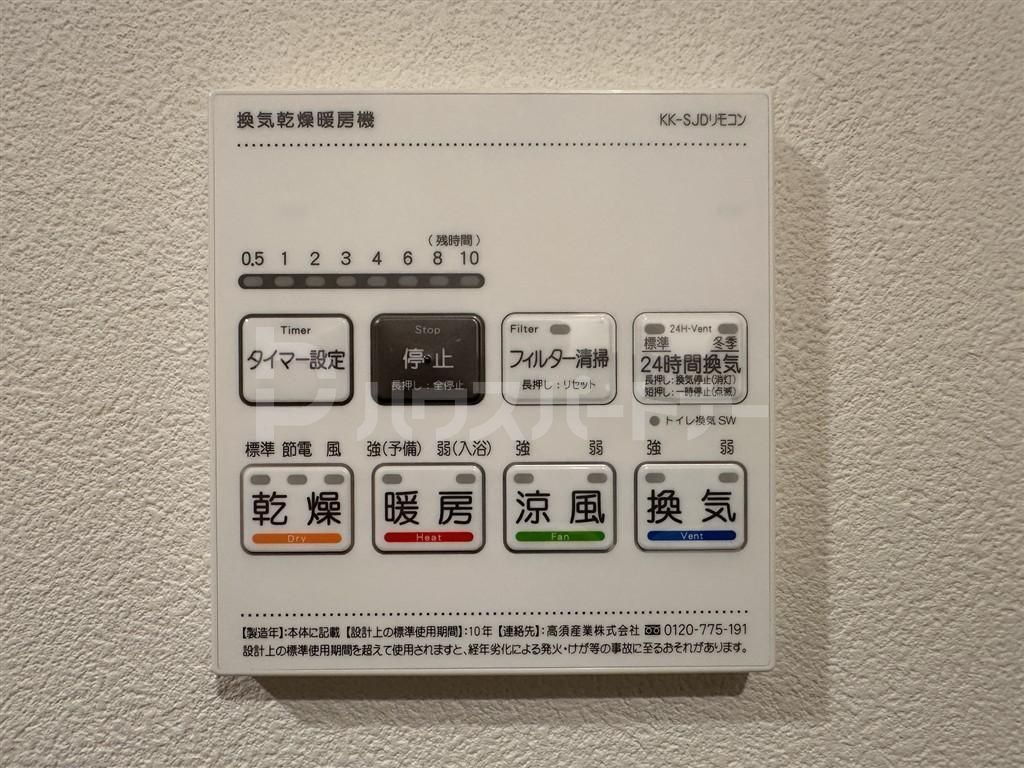 換気乾燥暖房機 KK-SJDリモコン
(残時間)
0.5 1 2 3 4 6 8 10
Timer
タイマー設定
Stop
停止
長押し:全停止
Filter
フィルター清掃
長押し:リセット
24H-Vent
標準 冬季
24時間換気
長押し:換気停止(消灯)
短押し:一時停止(点滅)
トイレ換気SW
標準 節電 風 強(予備) 弱(入浴) 強 弱 強 弱
乾燥 暖房 涼風 換気
Dry Heat Fan Vent
【製造年】:本体に記載【設計上の標準使用期間】:10年【連絡先】:高須産業株式会社 0120-775-191
設計上の標準使用期間を超えて使用されますと、経年劣化による発火・けが等の事故に至るおそれがあります。
ハウスパートナー